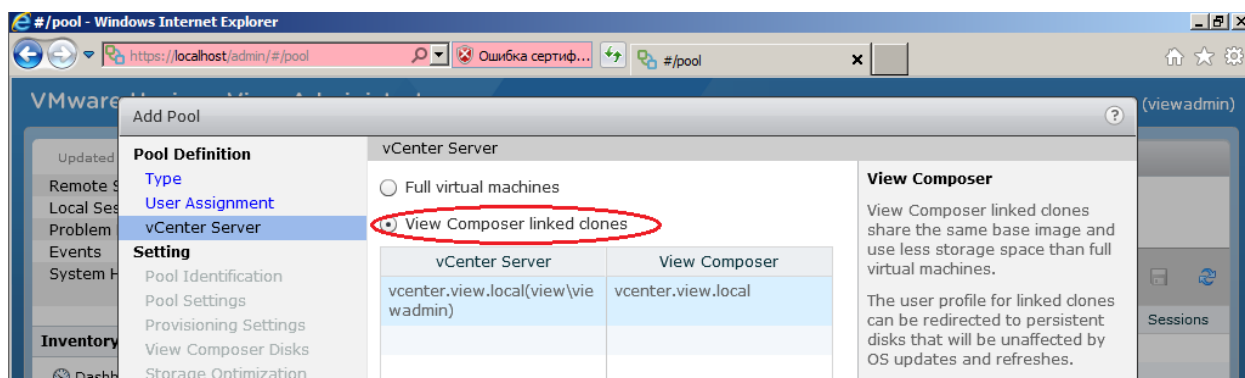 #/pool - Windows Internet Explorer
https://localhost/admin/#/pool
Ошибка сертиф...
#/pool
VMware
(viewadmin)
Add Pool
?
Updated
Remote S
Local Ses
Problem
Events
System H
Inventory
Pool Definition
Type
User Assignment
vCenter Server
Setting
Pool Identification
Pool Settings
Provisioning Settings
View Composer Disks
Storage Optimization
vCenter Server
Full virtual machines
View Composer linked clones
vCenter Server
View Composer
vcenter.view.local(view\vie
wadmin)
vcenter.view.local
View Composer
View Composer linked clones
share the same base image and
use less storage space than full
virtual machines.
The user profile for linked clones
can be redirected to persistent
disks that will be unaffected by
OS updates and refreshes.
Sessions